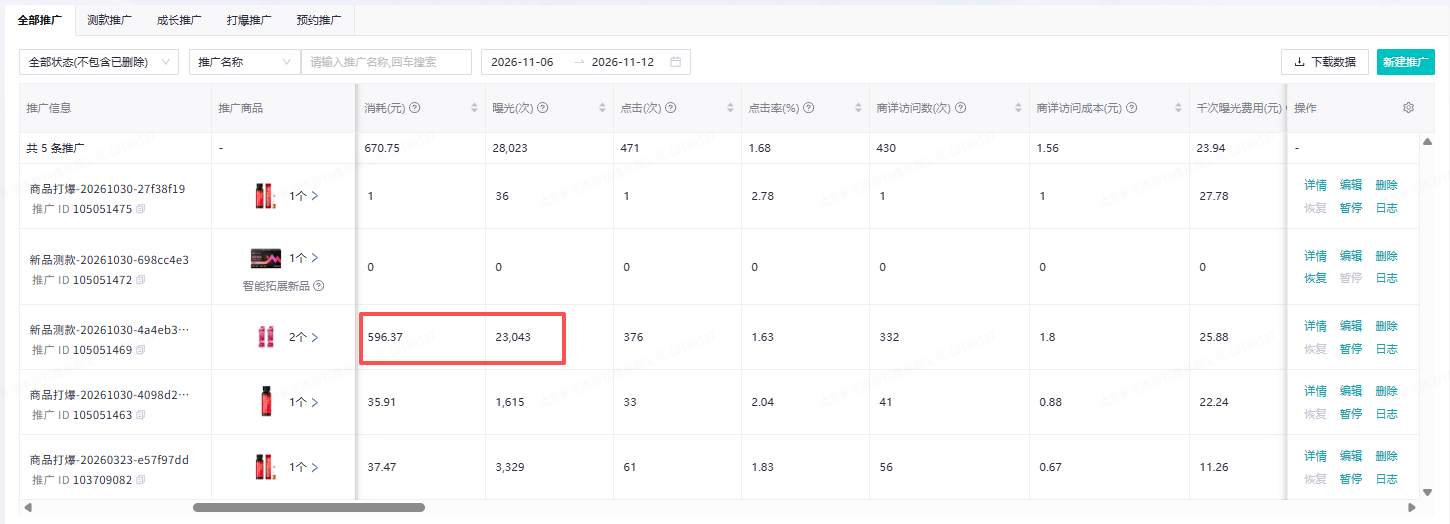 全部推广 测款推广 成长推广 打爆推广 预约推广
全部状态(不包含已删除) 推广名称 请输入推广名称,回车搜索 2026-11-06 → 2026-11-12 下载数据 新建推广
推广信息 推广商品 消耗(元) 曝光(次) 点击(次) 点击率(%) 商详访问数(次) 商详访问成本(元) 千次曝光费用(元) 操作
共 5 条推广 - 670.75 28,023 471 1.68 430 1.56 23.94 -
商品打爆-20261030-27f38f19
推广 ID 105051475
1个 1 36 1 2.78 1 1 27.78
详情 编辑 删除
恢复 暂停 日志
新品测款-20261030-698cc4e3
推广 ID 105051472
1个
智能拓展新品
0 0 0 0 0 0 0
详情 编辑 删除
恢复 暂停 日志
新品测款-20261030-4a4eb3···
推广 ID 105051469
2个 596.37 23,043 376 1.63 332 1.8 25.88
详情 编辑 删除
恢复 暂停 日志
商品打爆-20261030-4098d2···
推广 ID 105051463
1个 35.91 1,615 33 2.04 41 0.88 22.24
详情 编辑 删除
恢复 暂停 日志
商品打爆-20260323-e57f97dd
推广 ID 103709082
1个 37.47 3,329 61 1.83 56 0.67 11.26
详情 编辑 删除
恢复 暂停 日志